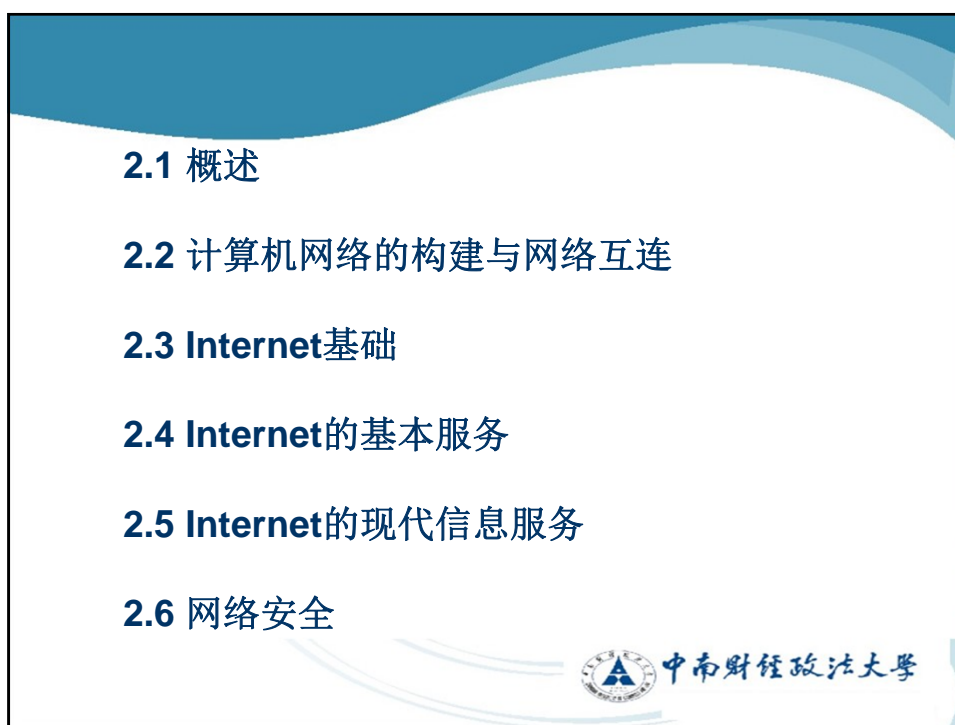 2.1 概述
2.2 计算机网络的构建与网络互连
2.3 Internet基础
2.4 Internet的基本服务
2.5 Internet的现代信息服务
2.6 网络安全
中南财经政法大学